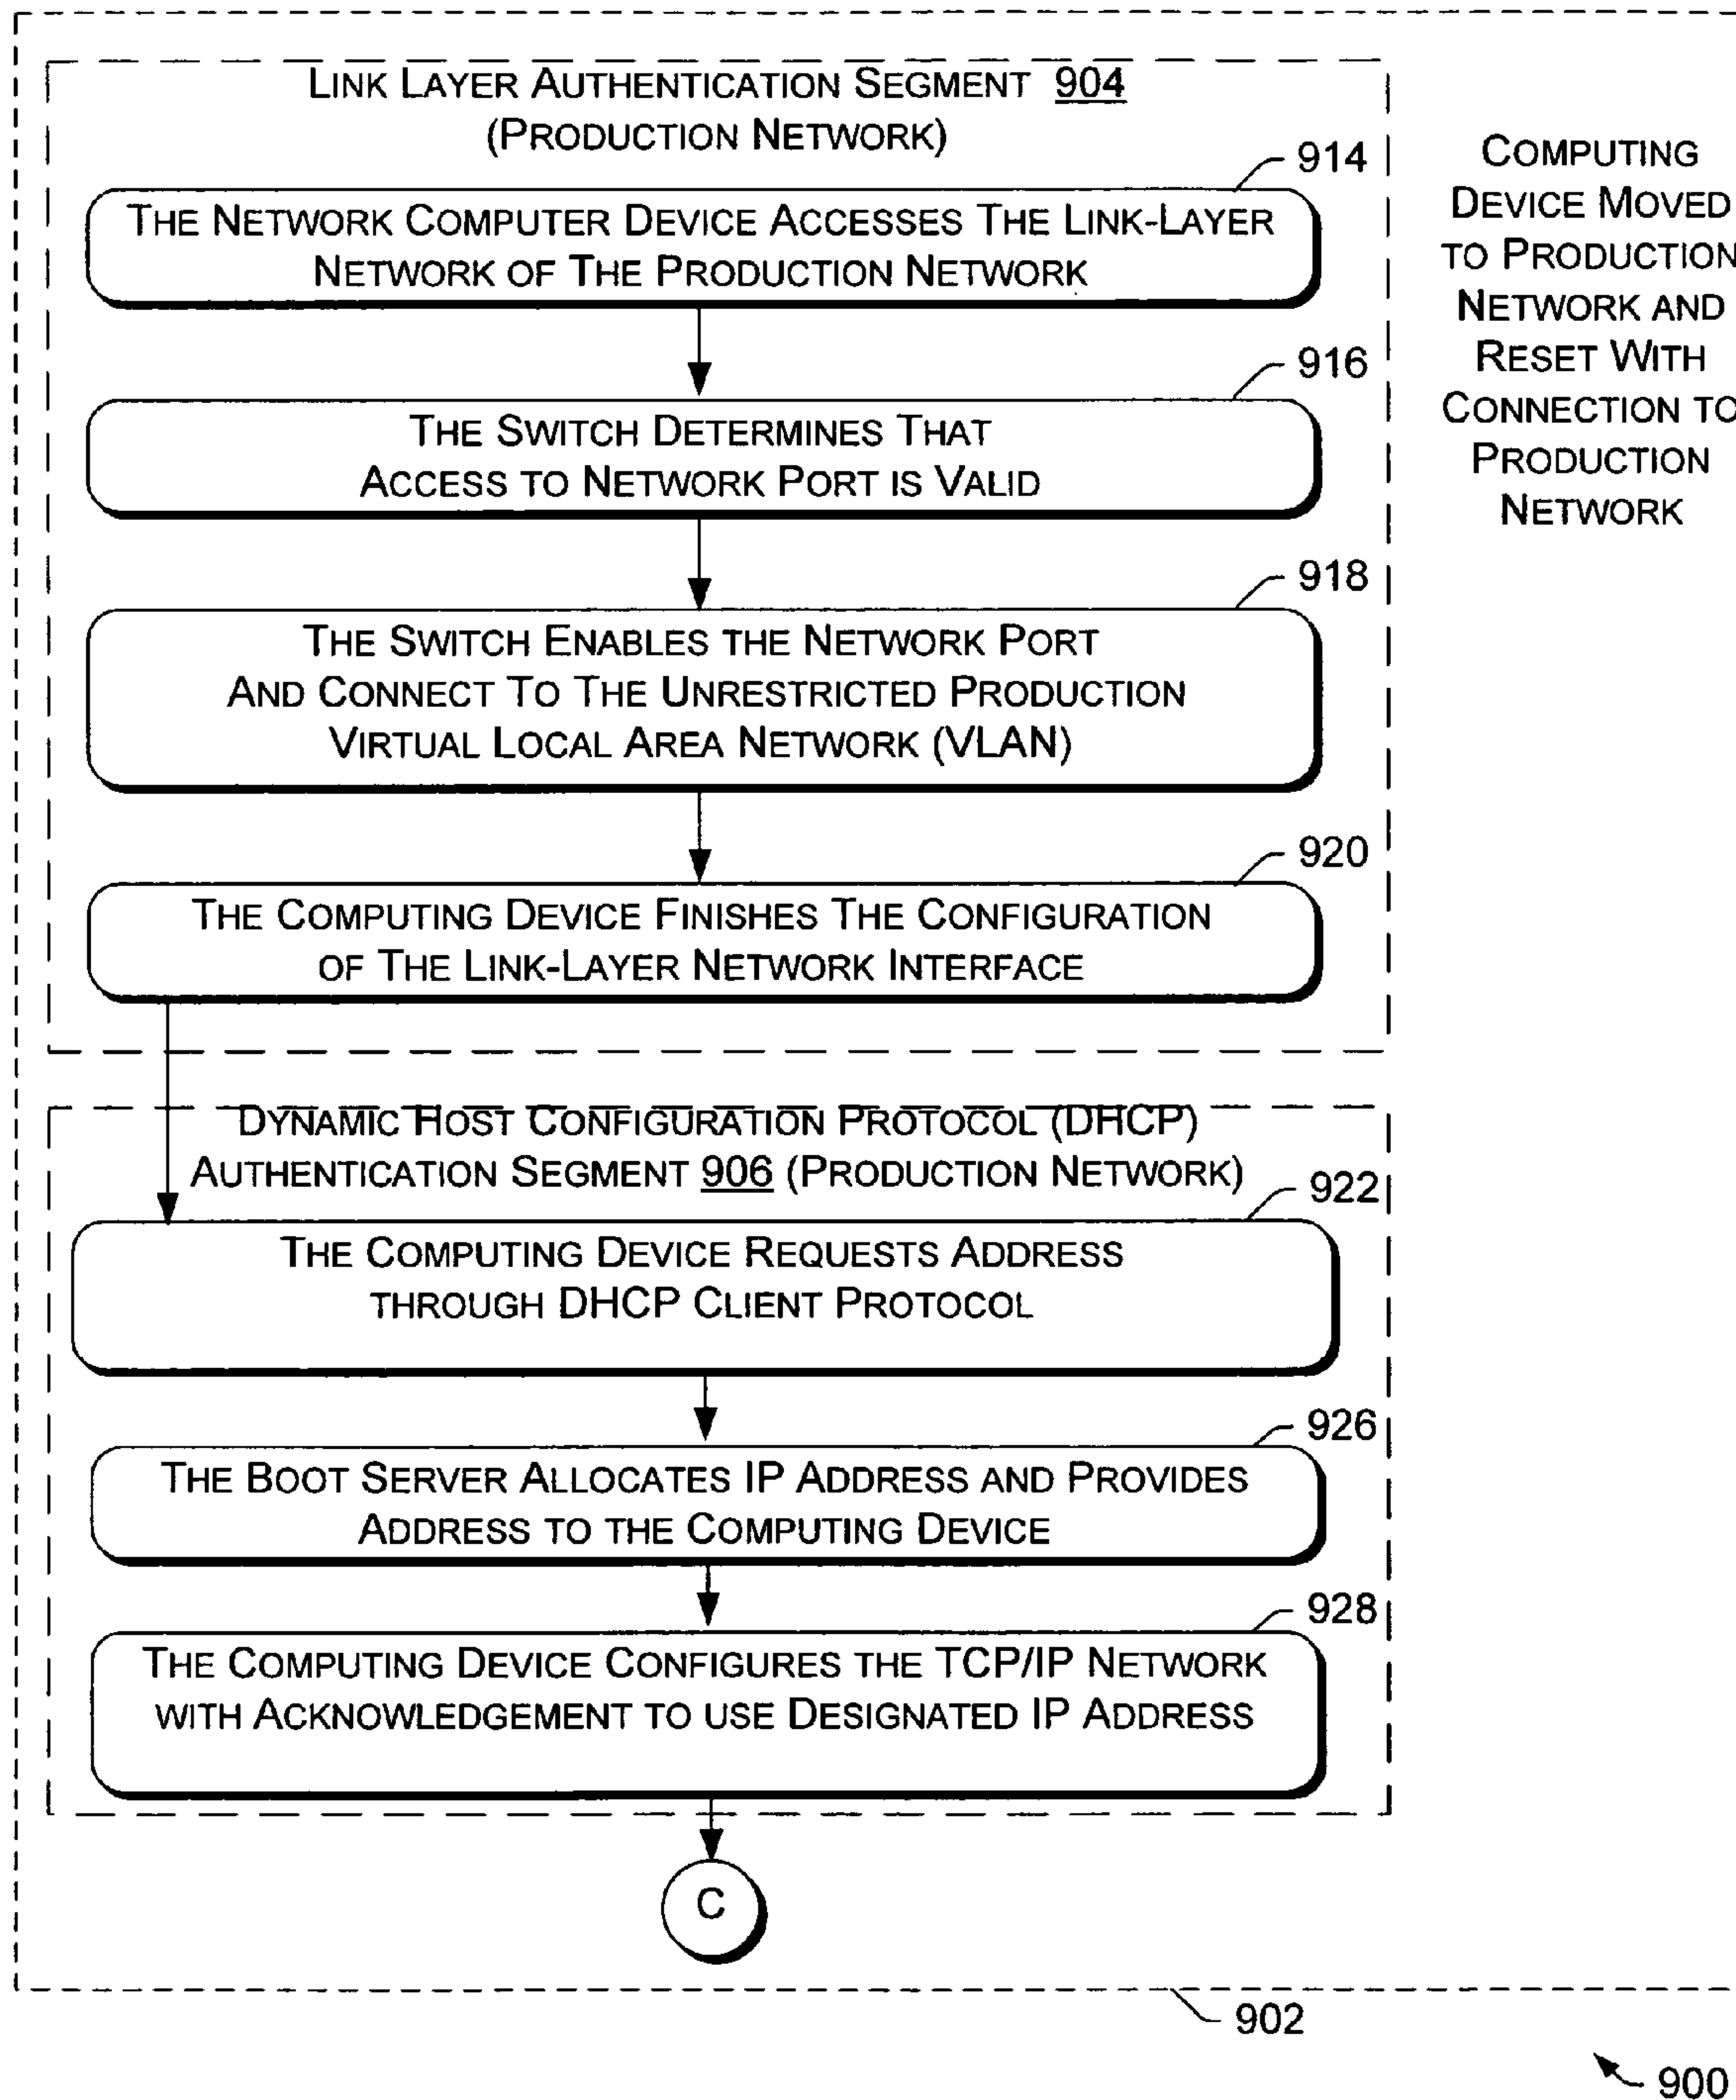 LINK LAYER AUTHENTICATION SEGMENT 904
(PRODUCTION NETWORK)
914
THE NETWORK COMPUTER DEVICE ACCESSES THE LINK-LAYER
NETWORK OF THE PRODUCTION NETWORK
916
THE SWITCH DETERMINES THAT
ACCESS TO NETWORK PORT IS VALID
918
THE SWITCH ENABLES THE NETWORK PORT
AND CONNECT TO THE UNRESTRICTED PRODUCTION
VIRTUAL LOCAL AREA NETWORK (VLAN)
920
THE COMPUTING DEVICE FINISHES THE CONFIGURATION
OF THE LINK-LAYER NETWORK INTERFACE
COMPUTING
DEVICE MOVED
TO PRODUCTION
NETWORK AND
RESET WITH
CONNECTION TO
PRODUCTION
NETWORK
DYNAMIC HOST CONFIGURATION PROTOCOL (DHCP)
AUTHENTICATION SEGMENT 906 (PRODUCTION NETWORK)
922
THE COMPUTING DEVICE REQUESTS ADDRESS
THROUGH DHCP CLIENT PROTOCOL
926
THE BOOT SERVER ALLOCATES IP ADDRESS AND PROVIDES
ADDRESS TO THE COMPUTING DEVICE
928
THE COMPUTING DEVICE CONFIGURES THE TCP/IP NETWORK
WITH ACKNOWLEDGEMENT TO USE DESIGNATED IP ADDRESS
C
902
900